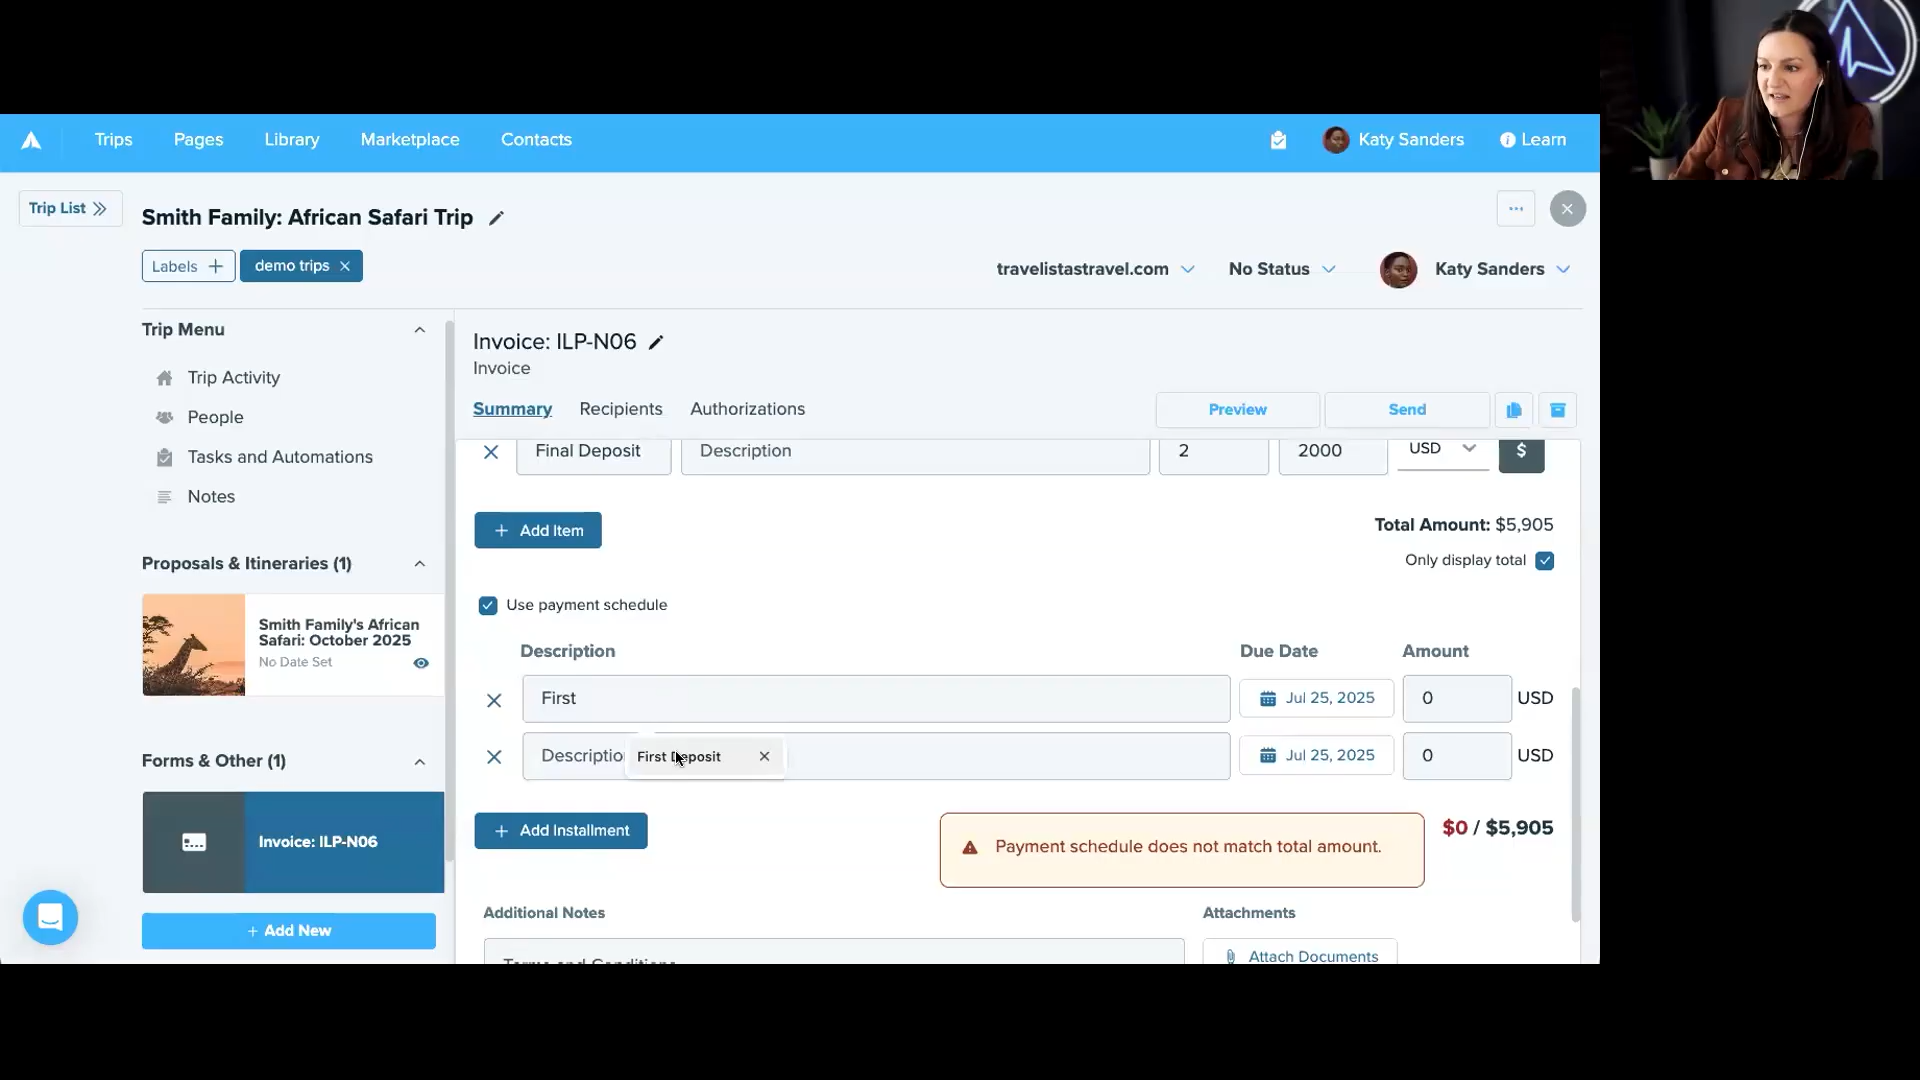 Trips
Pages
Library
Marketplace
Contacts
Katy Sanders
Learn
Trip List
Smith Family: African Safari Trip
Labels
demo trips
travelistastravel.com
No Status
Katy Sanders
Trip Menu
Trip Activity
People
Tasks and Automations
Notes
Proposals & Itineraries (1)
Smith Family's African
Safari: October 2025
No Date Set
Forms & Other (1)
Invoice: ILP-N06
+ Add New
Invoice: ILP-N06
Invoice
Summary
Recipients
Authorizations
Preview
Send
Final Deposit
Description
2
2000
USD
$
+ Add Item
Total Amount: $5,905
Only display total
Use payment schedule
Description
Due Date
Amount
First
Jul 25, 2025
0
USD
Descriptio
First Deposit
Jul 25, 2025
0
USD
+ Add Installment
Payment schedule does not match total amount.
$0 / $5,905
Additional Notes
Attachments
Terms and Conditions
Attach Documents